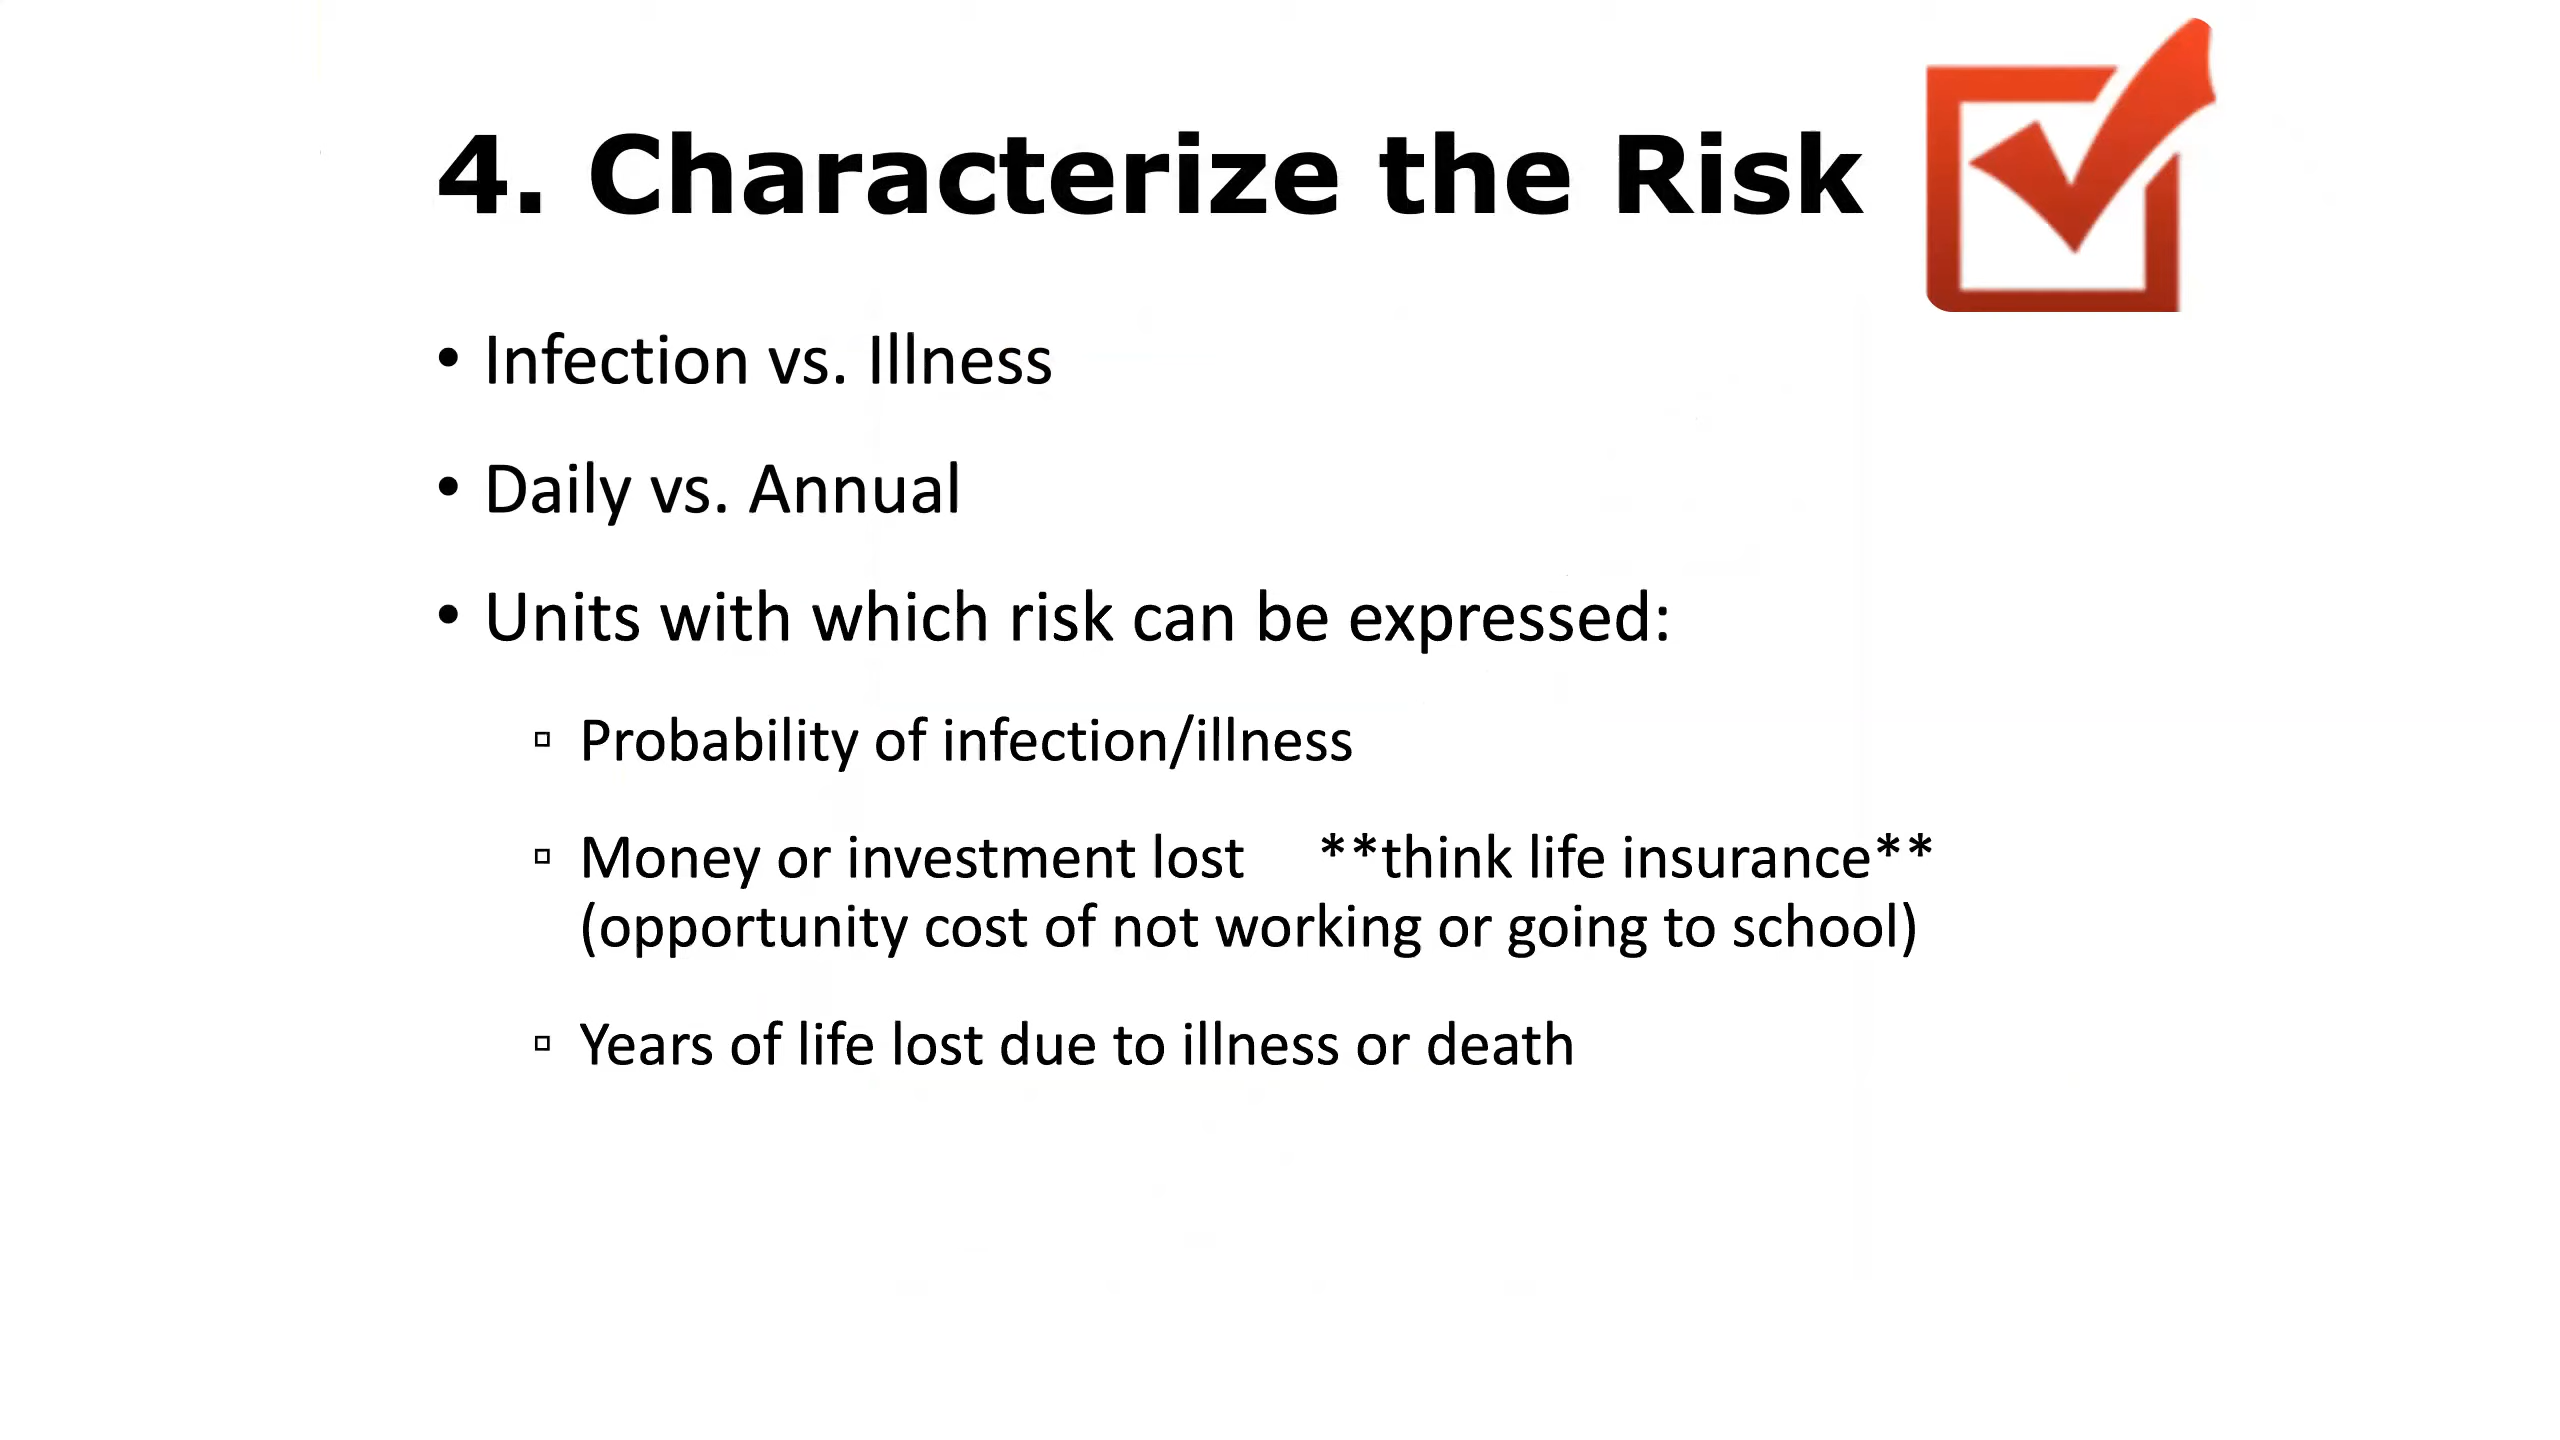 4. Characterize the Risk
• Infection vs. Illness
• Daily vs. Annual
• Units with which risk can be expressed:
▫ Probability of infection/illness
▫ Money or investment lost **think life insurance**
(opportunity cost of not working or going to school)
▫ Years of life lost due to illness or death